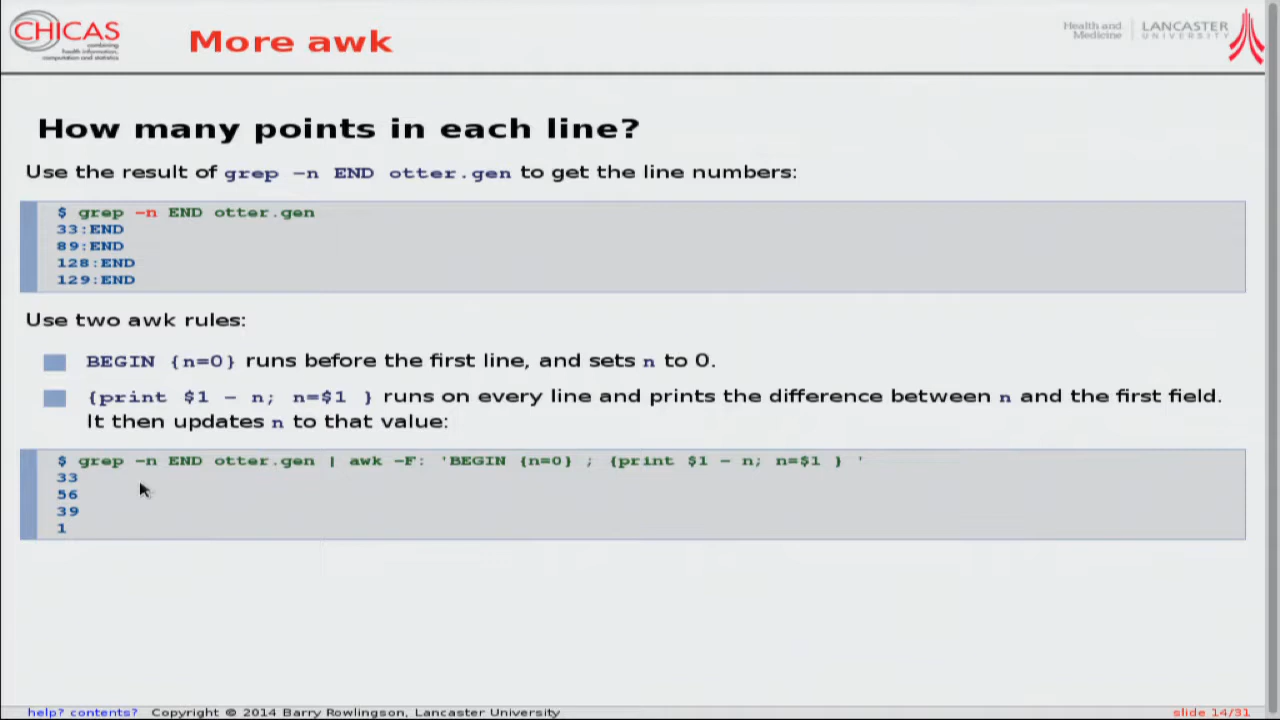 CHICAS
combining
health information,
computation and statistics
More awk
Health and
Medicine
LANCASTER
UNIVERSITY
How many points in each line?
Use the result of grep -n END otter.gen to get the line numbers:
$ grep -n END otter.gen
33:END
89:END
128:END
129:END
Use two awk rules:
BEGIN {n=0} runs before the first line, and sets n to 0.
{print $1 - n; n=$1 } runs on every line and prints the difference between n and the first field.
It then updates n to that value:
$ grep -n END otter.gen | awk -F: 'BEGIN {n=0} ; {print $1 - n; n=$1 } '
33
56
39
1
help? contents? Copyright © 2014 Barry Rowlingson, Lancaster University
slide 14/31